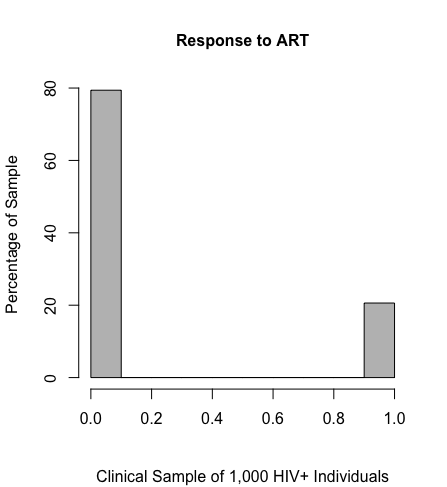 Response to ART
Percentage of Sample
80
60
40
20
0
0.0 0.2 0.4 0.6 0.8 1.0
Clinical Sample of 1,000 HIV+ Individuals